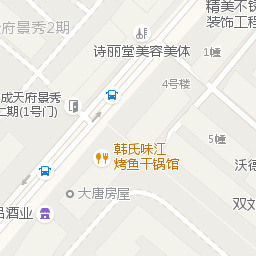 精美不锈
装饰工程
府景秀2期
诗丽堂美容美体
1幢
4号楼
成天府景秀
二期(1号门)
5幢
韩氏味江
烤鱼干锅馆
沃德
大唐房屋
双文
品酒业